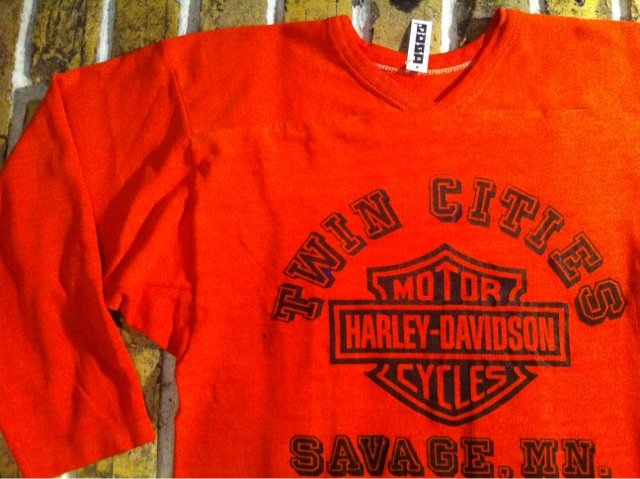 TWIN CITIES
MOTOR
HARLEY-DAVIDSON
CYCLES
SAVAGE, MN.